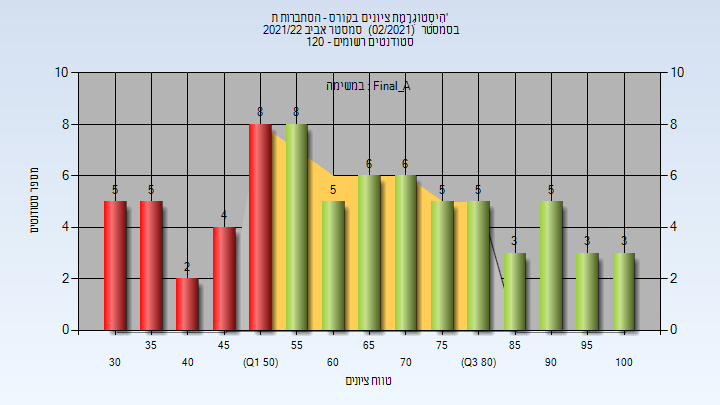 היסטוגרמת ציונים בקורס - הסתברות ת'
בסמסטר (02/2021) סמסטר אביב 2021/22
סטודנטים רשומים - 120
במשימה : Final_A
מספר סטודנטים
10 10
8 8
6 6
4 4
2 2
0 0
5 5 2 4 8 8 5 6 6 5 5 3 5 3 3
35 45 55 65 75 85 95
30 40 (Q1 50) 60 70 (Q3 80) 90 100
טווח ציונים